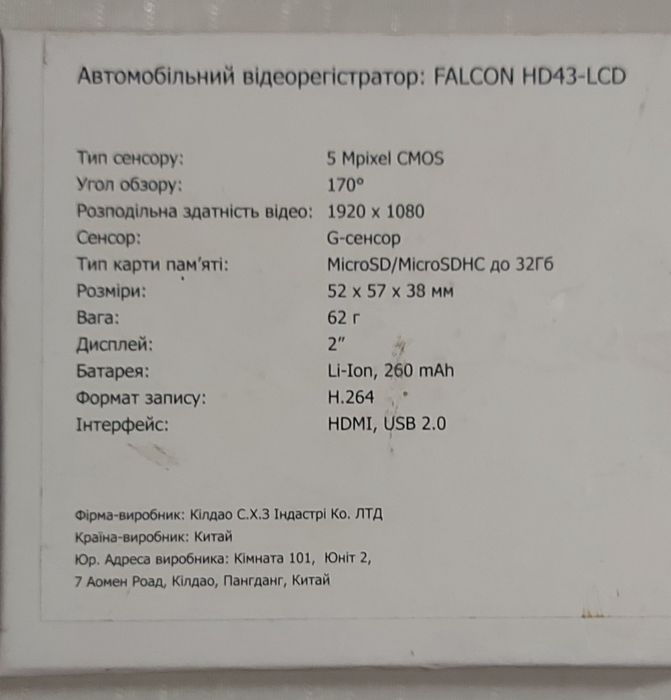 Автомобільний відеорегістратор: FALCON HD43-LCD
Тип сенсору: 5 Mpixel CMOS
Угол обзору: 170°
Розподільна здатність відео: 1920 x 1080
Сенсор: G-сенсор
Тип карти пам'яті: MicroSD/MicroSDHC до 32Гб
Розміри: 52 x 57 x 38 мм
Вага: 62 г
Дисплей: 2"
Батарея: Li-Ion, 260 mAh
Формат запису: H.264
Інтерфейс: HDMI, USB 2.0
Фірма-виробник: Кілдао С.Х.З Індастрі Ко. ЛТД
Країна-виробник: Китай
Юр. Адреса виробника: Кімната 101, Юніт 2,
7 Аомен Роад, Кілдао, Пангданг, Китай